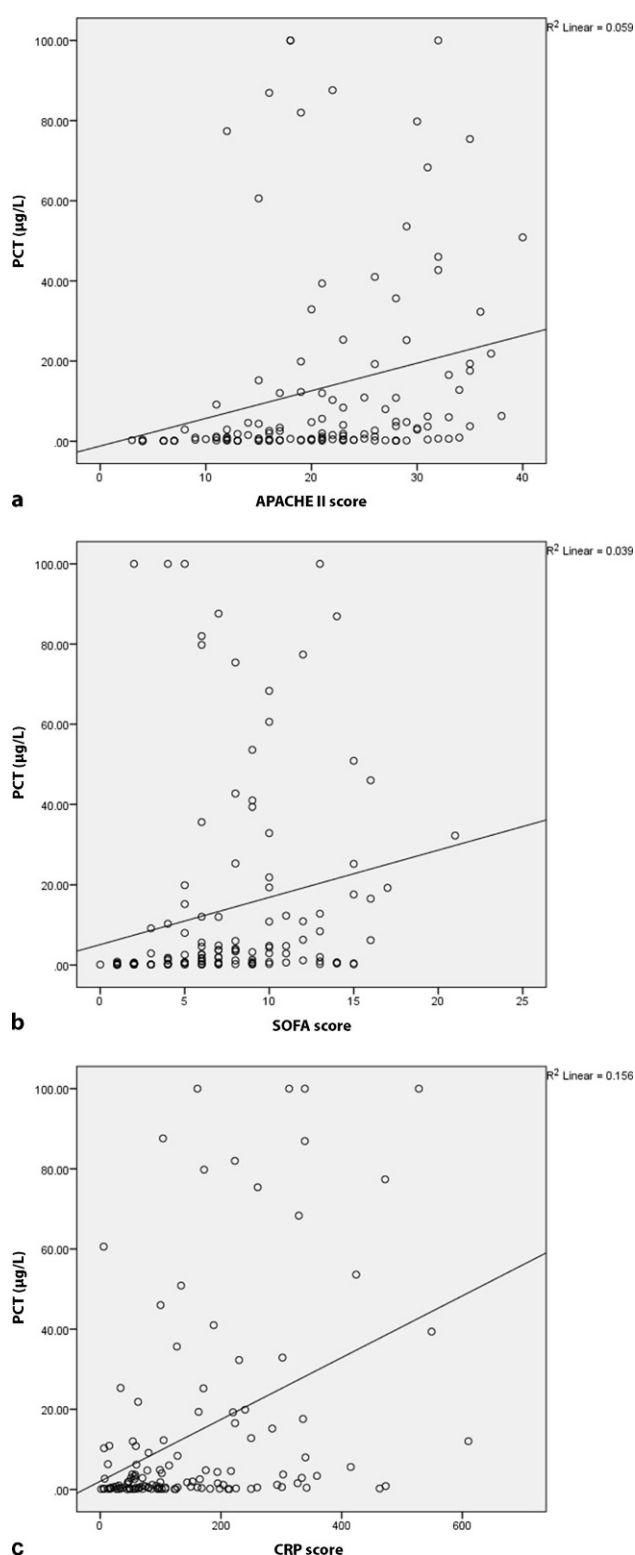 R² Linear = 0.059
100.00
80.00
60.00
40.00
20.00
.00
PCT (µg/L)
0 10 20 30 40
APACHE II score
a
R² Linear = 0.039
100.00
80.00
60.00
40.00
20.00
.00
PCT (µg/L)
0 5 10 15 20 25
SOFA score
b
R² Linear = 0.156
100.00
80.00
60.00
40.00
20.00
.00
PCT (µg/L)
0 200 400 600
CRP score
c